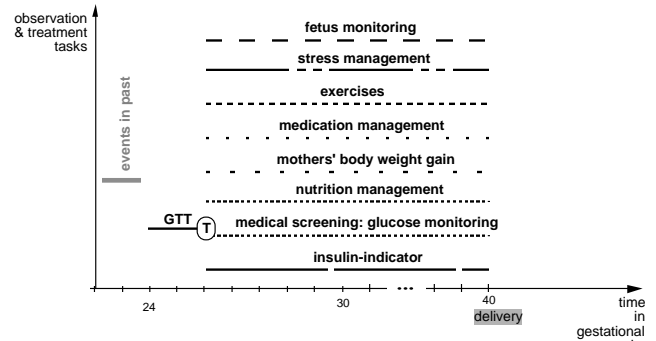 observation
& treatment
tasks
fetus monitoring
stress management
exercises
events in past
medication management
mothers' body weight gain
nutrition management
GTT
T
medical screening: glucose monitoring
insulin-indicator
24
30
...
40
delivery
time
in
gestational